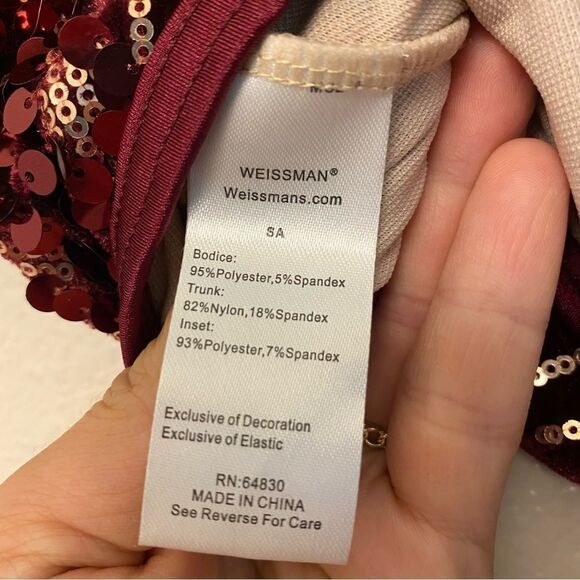 WEISSMAN®
Weissmans.com
SA
Bodice:
95%Polyester,5%Spandex
Trunk:
82%Nylon,18%Spandex
Inset:
93%Polyester,7%Spandex
Exclusive of Decoration
Exclusive of Elastic
RN:64830
MADE IN CHINA
See Reverse For Care